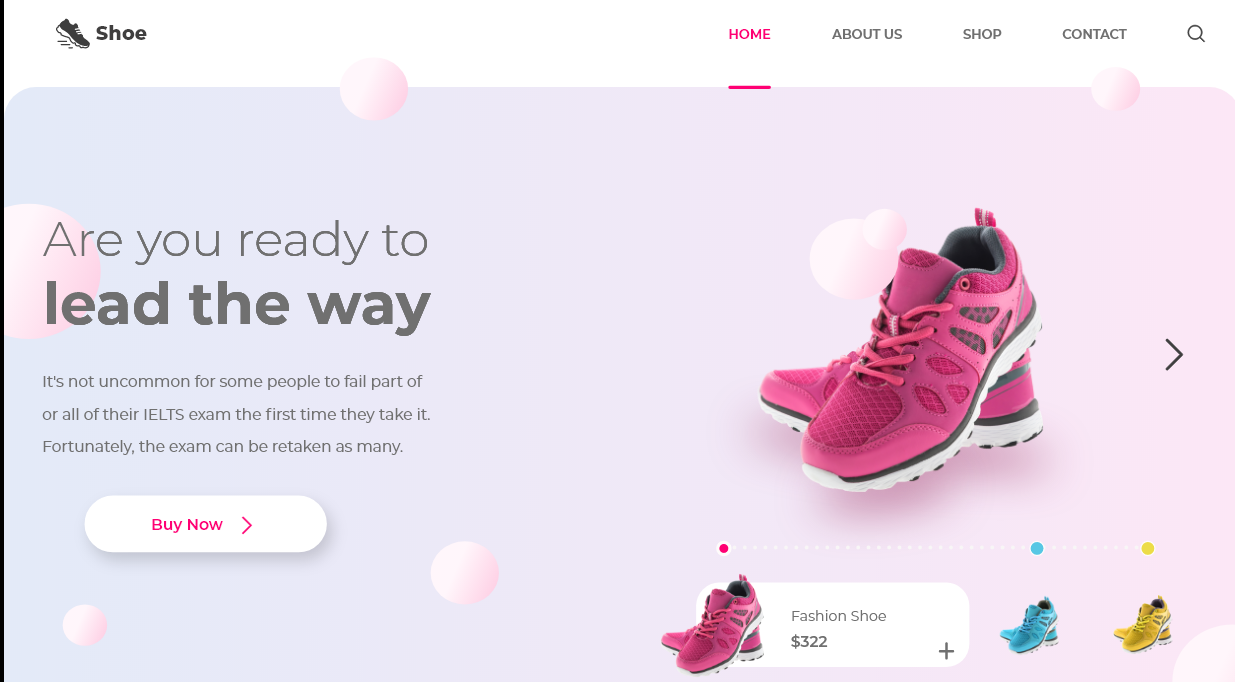 Shoe
HOME
ABOUT US
SHOP
CONTACT
Are you ready to
lead the way
It's not uncommon for some people to fail part of
or all of their IELTS exam the first time they take it.
Fortunately, the exam can be retaken as many.
Buy Now
Fashion Shoe
$322